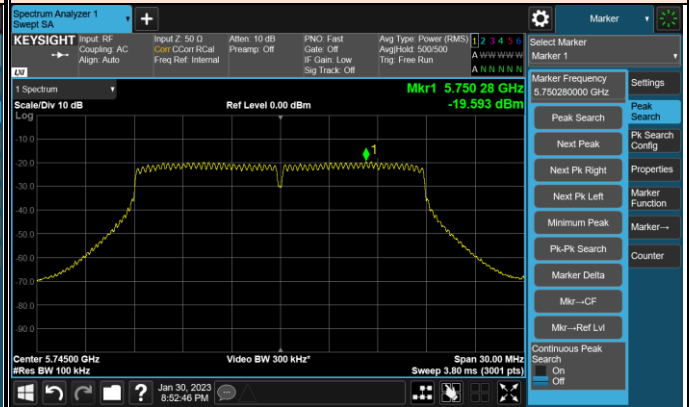 Spectrum Analyzer 1
Swept SA
Marker
KEYSIGHT
Input: RF
Coupling: AC
Align: Auto
Input Z: 50 Ω
Corr CCorr RCal
Freq Ref: Internal
Atten: 10 dB
Preamp: Off
PNO: Fast
Gate: Off
IF Gain: Low
Sig Track: Off
Avg Type: Power (RMS)
Avg|Hold: 500/500
Trig: Free Run
1 2 3 4 5 6
A W W W W W
A N N N N N
LXI
Select Marker
Marker 1
1 Spectrum
Scale/Div 10 dB
Log
Ref Level 0.00 dBm
Mkr1 5.750 28 GHz
-19.593 dBm
1
-10.0
-20.0
-30.0
-40.0
-50.0
-60.0
-70.0
-80.0
-90.0
Center 5.74500 GHz
#Res BW 100 kHz
Video BW 300 kHz*
Span 30.00 MHz
Sweep 3.80 ms (3001 pts)
Marker Frequency
5.750280000 GHz
Peak Search
Next Peak
Next Pk Right
Next Pk Left
Minimum Peak
Pk-Pk Search
Marker Delta
Mkr→CF
Mkr→Ref Lvl
Continuous Peak
Search
On
Off
Settings
Peak
Search
Pk Search
Config
Properties
Marker
Function
Marker→
Counter
?
Jan 30, 2023
8:52:46 PM